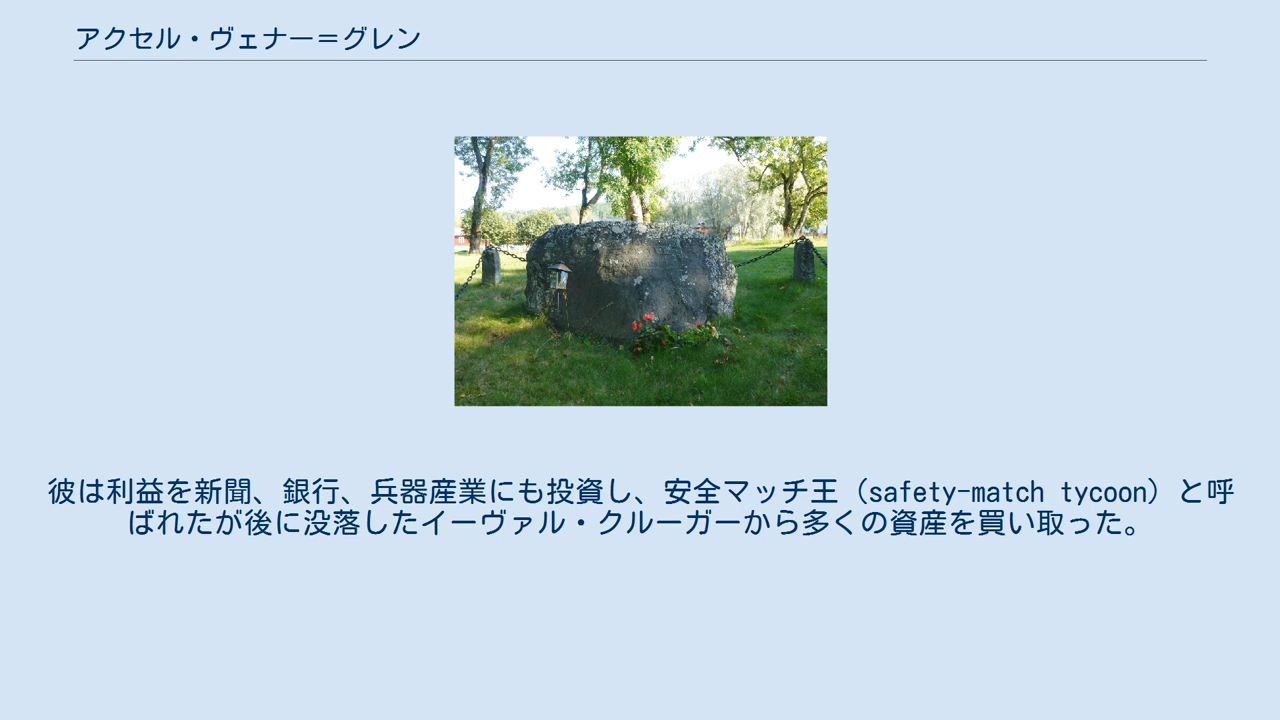 アクセル・ヴェナー＝グレン
彼は利益を新聞、銀行、兵器産業にも投資し、安全マッチ王（safety-match tycoon）と呼
ばれたが後に没落したイーヴァル・クルーガーから多くの資産を買い取った。